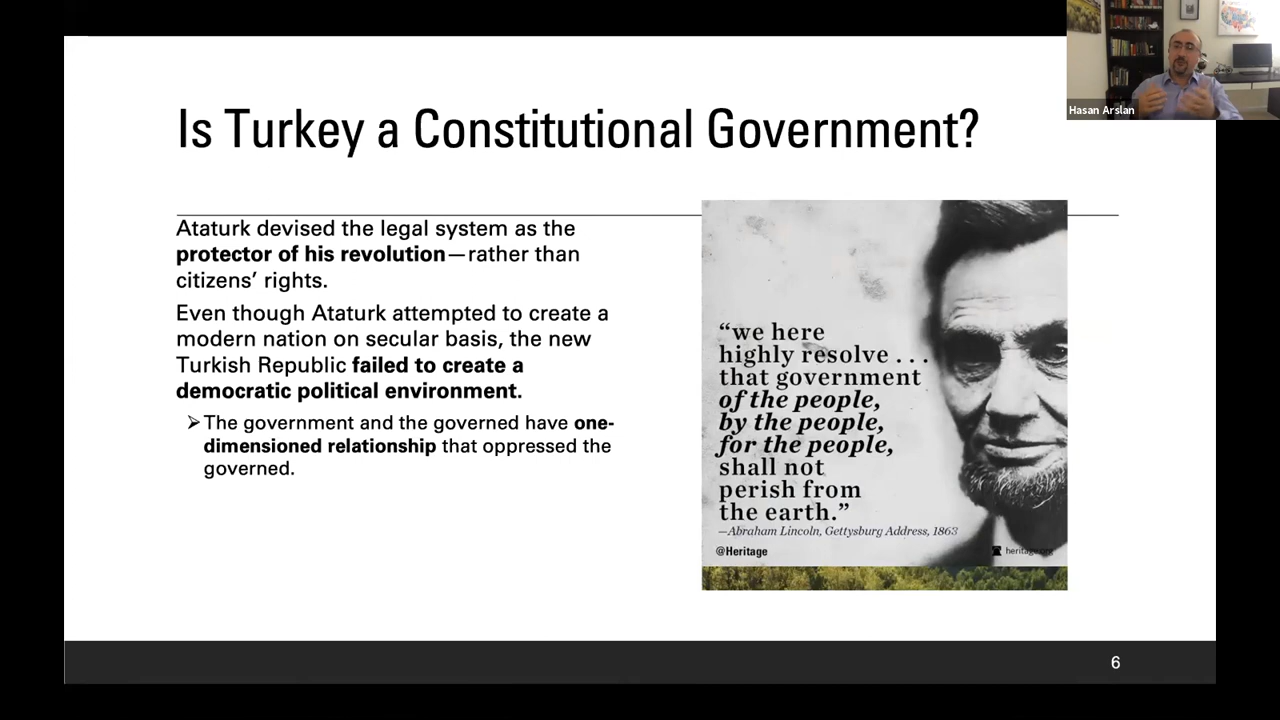 Hasan Arslan
Is Turkey a Constitutional Government?
Ataturk devised the legal system as the
protector of his revolution—rather than
citizens’ rights.
Even though Ataturk attempted to create a
modern nation on secular basis, the new
Turkish Republic failed to create a
democratic political environment.
➢The government and the governed have one-
dimensioned relationship that oppressed the
governed.
“we here
highly resolve . . .
that government
of the people,
by the people,
for the people,
shall not
perish from
the earth.”
—Abraham Lincoln, Gettysburg Address, 1863
@Heritage
heritage.org
6